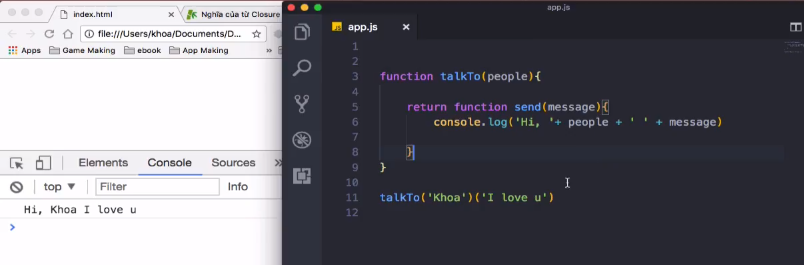 index.html
Nghĩa của từ Closure
file:///Users/khoa/Documents/D...
Apps Game Making ebook App Making »
Elements Console Sources »
top ▼ Filter Info
Hi, Khoa I love u
>
app.js
JS app.js
1
2
3 function talkTo(people){
4
5 return function send(message){
6 console.log('Hi, '+ people + ' ' + message)
7
8 }
9 }
10
11 talkTo('Khoa')('I love u')
12